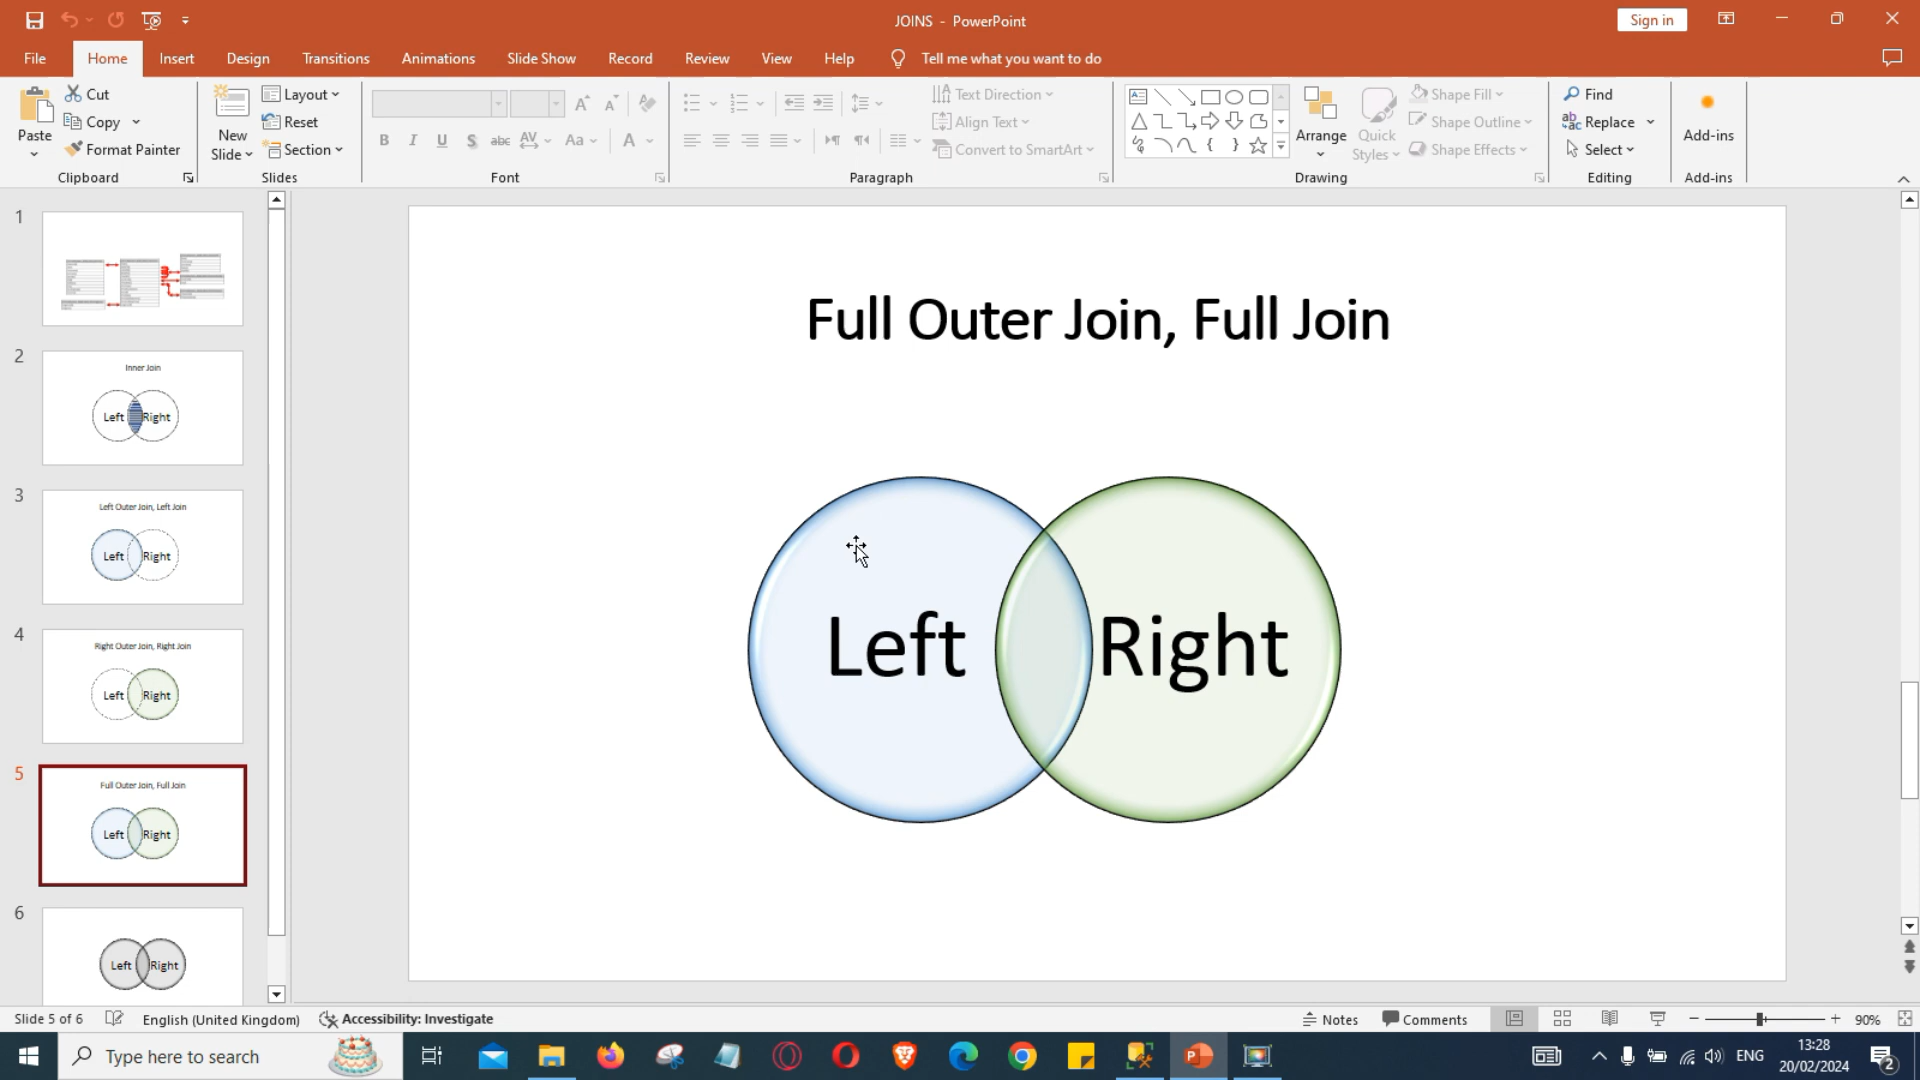 JOINS - PowerPoint
Sign in
File
Home
Insert
Design
Transitions
Animations
Slide Show
Record
Review
View
Help
Tell me what you want to do
Paste
Cut
Copy
Format Painter
Clipboard
New
Slide
Layout
Reset
Section
Slides
B I U S abc AV Aa A
Font
Text Direction
Align Text
Convert to SmartArt
Paragraph
Arrange
Quick
Styles
Shape Fill
Shape Outline
Shape Effects
Drawing
Find
Replace
Select
Editing
Add-ins
Add-ins
1
2
Inner Join
Left Right
3
Left Outer Join, Left Join
Left Right
4
Right Outer Join, Right Join
Left Right
5
Full Outer Join, Full Join
Left Right
6
Left Right
Full Outer Join, Full Join
Left Right
Slide 5 of 6
English (United Kingdom)
Accessibility: Investigate
Notes
Comments
90%
Type here to search
ENG
13:28
20/02/2024
2